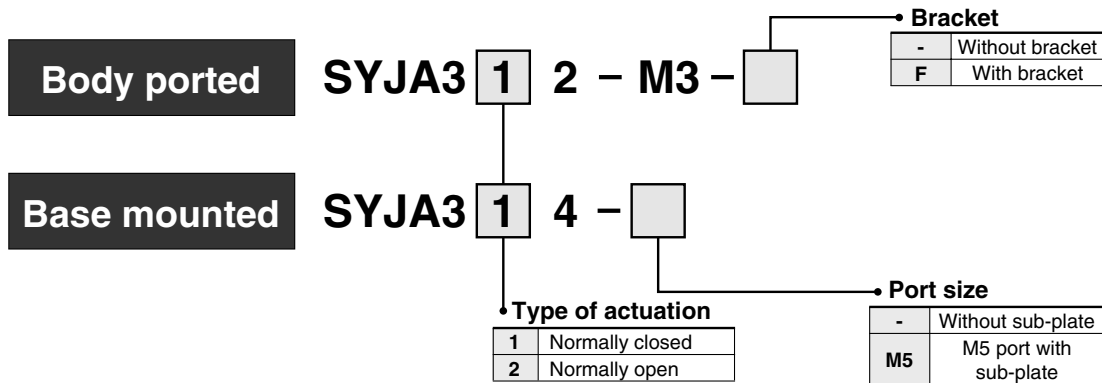 Bracket
- Without bracket
F With bracket
Body ported SYJA3 1 2 – M3 –
Base mounted SYJA3 1 4 –
Type of actuation
1 Normally closed
2 Normally open
Port size
- Without sub-plate
M5 M5 port with
sub-plate